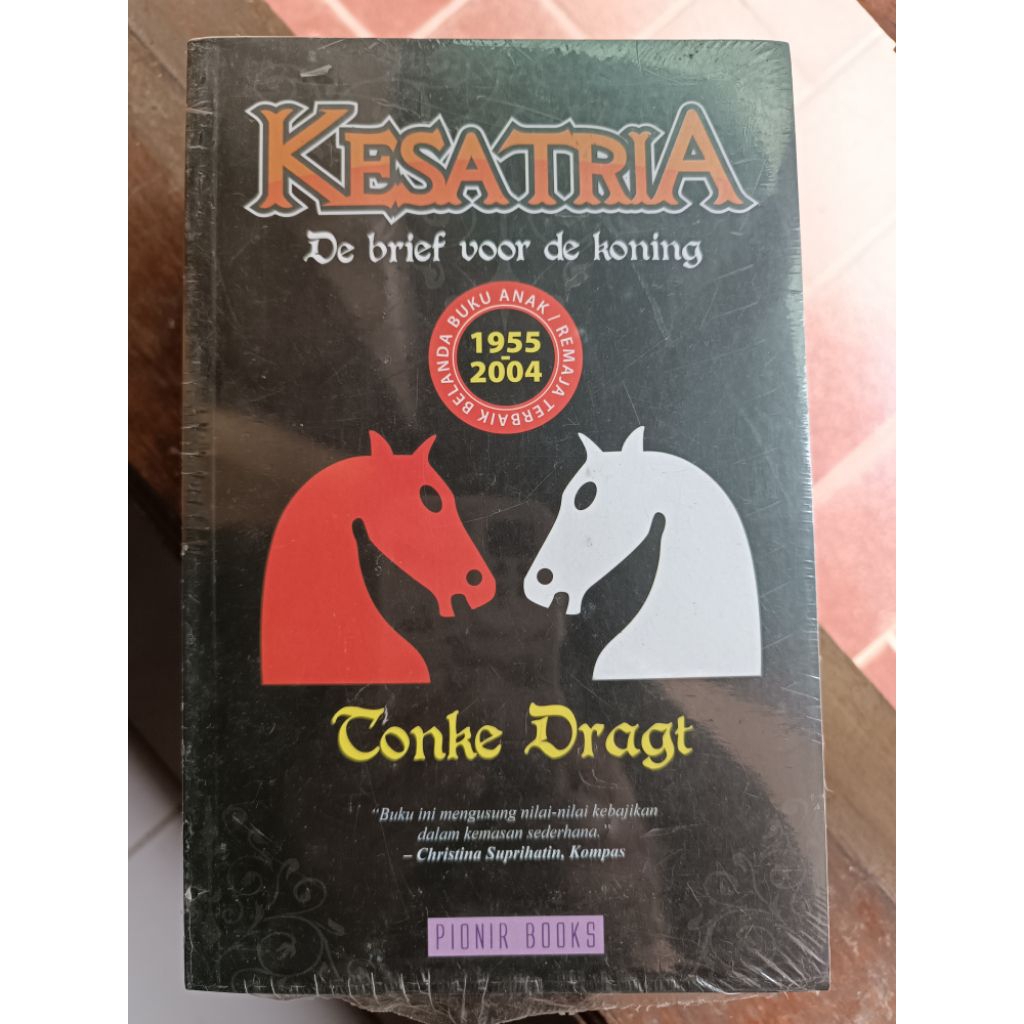 KESATRIA
De brief voor de koning
BELANDA BUKU ANAK / REMAJA TERBAIK
1955
-
2004
Tonke Dragt
"Buku ini mengusung nilai-nilai kebajikan
dalam kemasan sederhana."
– Christina Suprihatin, Kompas
PIONIR BOOKS